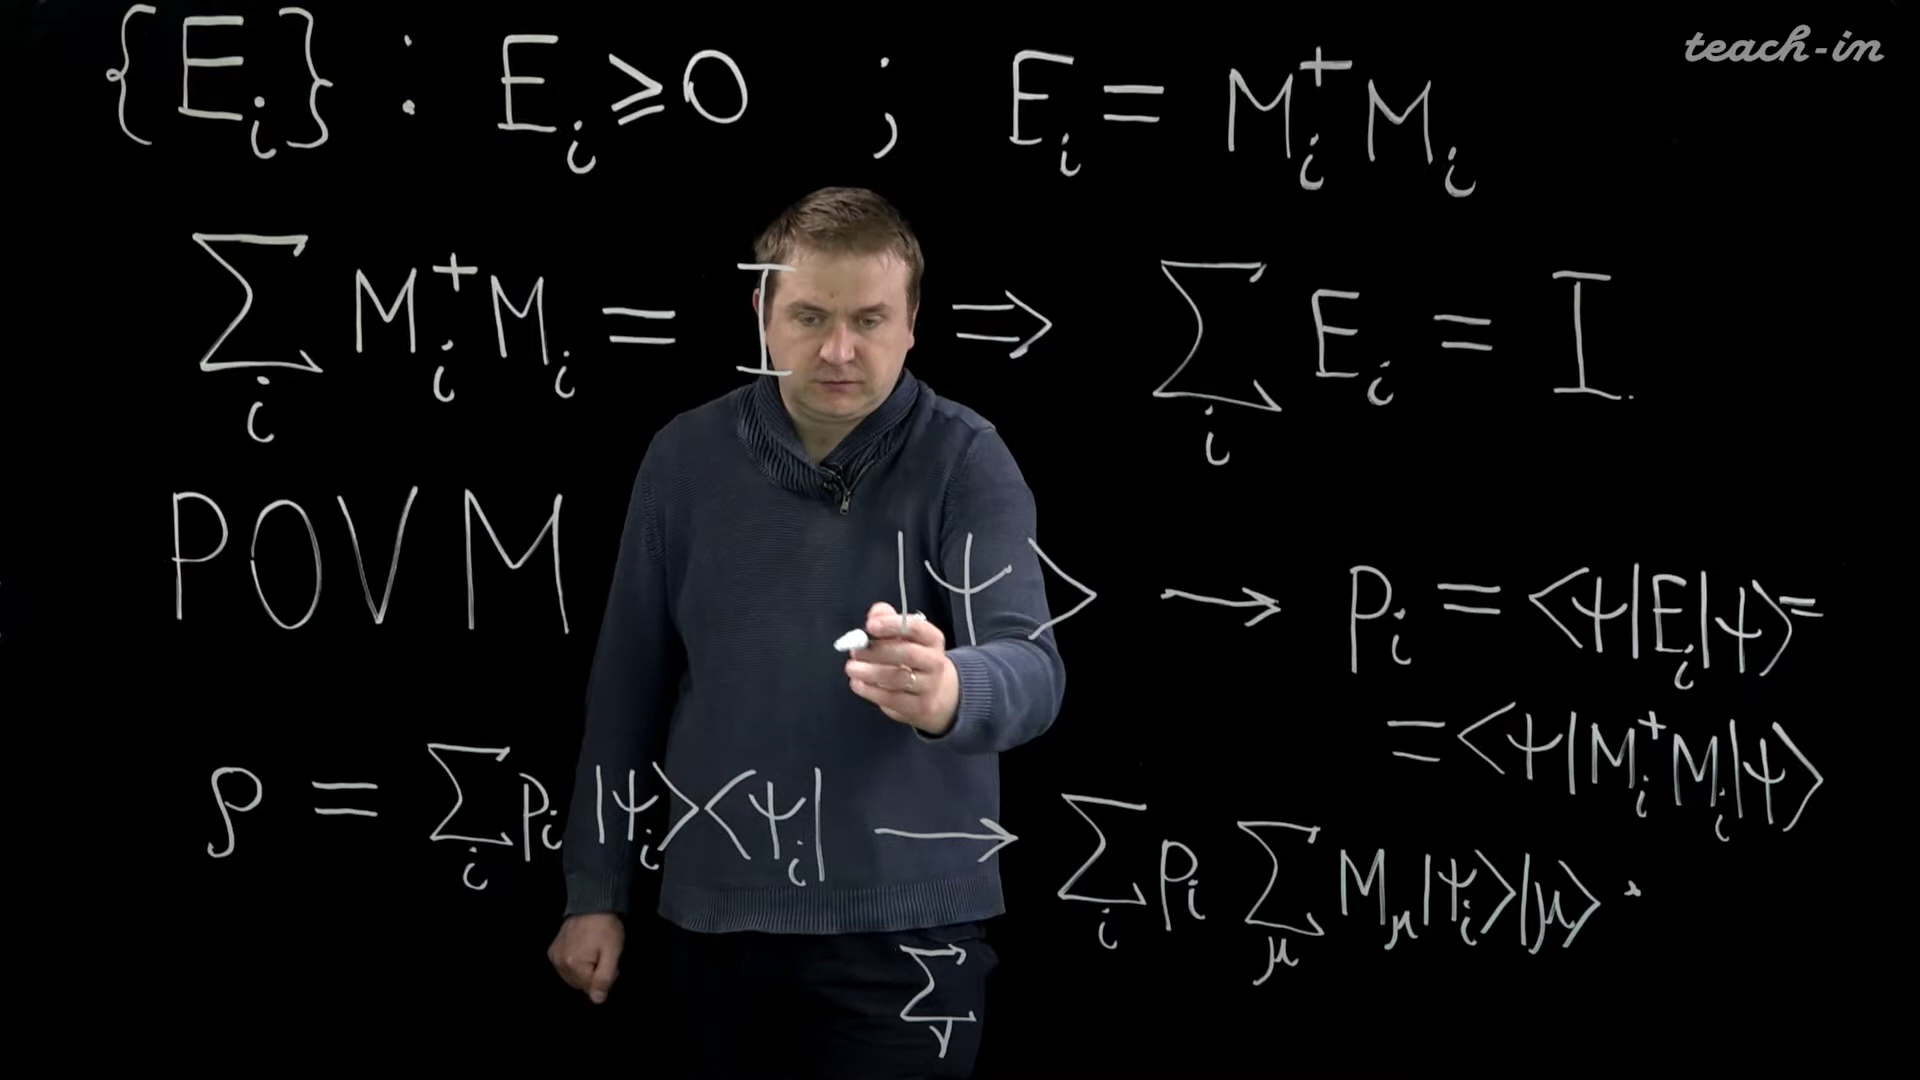 teach-in
{E_i} : E_i ⩾ 0 ; E_i = M_i^+ M_i
∑_i M_i^+ M_i = I ⇒ ∑_i E_i = I.
POVM |ψ⟩ → p_i = ⟨ψ|E_i|ψ⟩ =
= ⟨ψ|M_i^+ M_i|ψ⟩
ρ = ∑_i p_i |ψ_i⟩⟨ψ_i| → ∑_i p_i ∑_μ M_μ|ψ_i⟩|μ⟩ ·
∑_ν